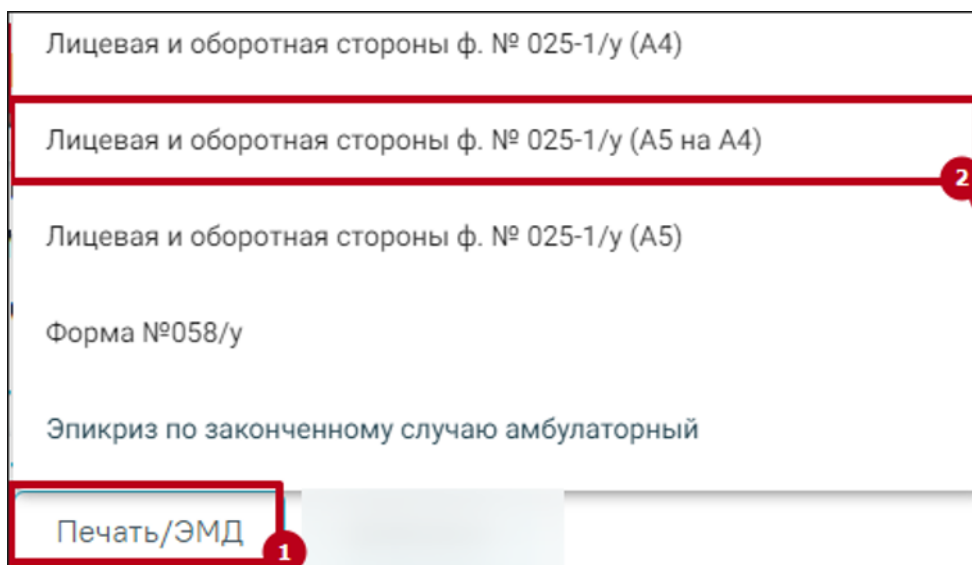 Лицевая и оборотная стороны ф. № 025-1/у (А4)
Лицевая и оборотная стороны ф. № 025-1/у (А5 на А4)
2
Лицевая и оборотная стороны ф. № 025-1/у (А5)
Форма №058/у
Эпикриз по законченному случаю амбулаторный
Печать/ЭМД
1